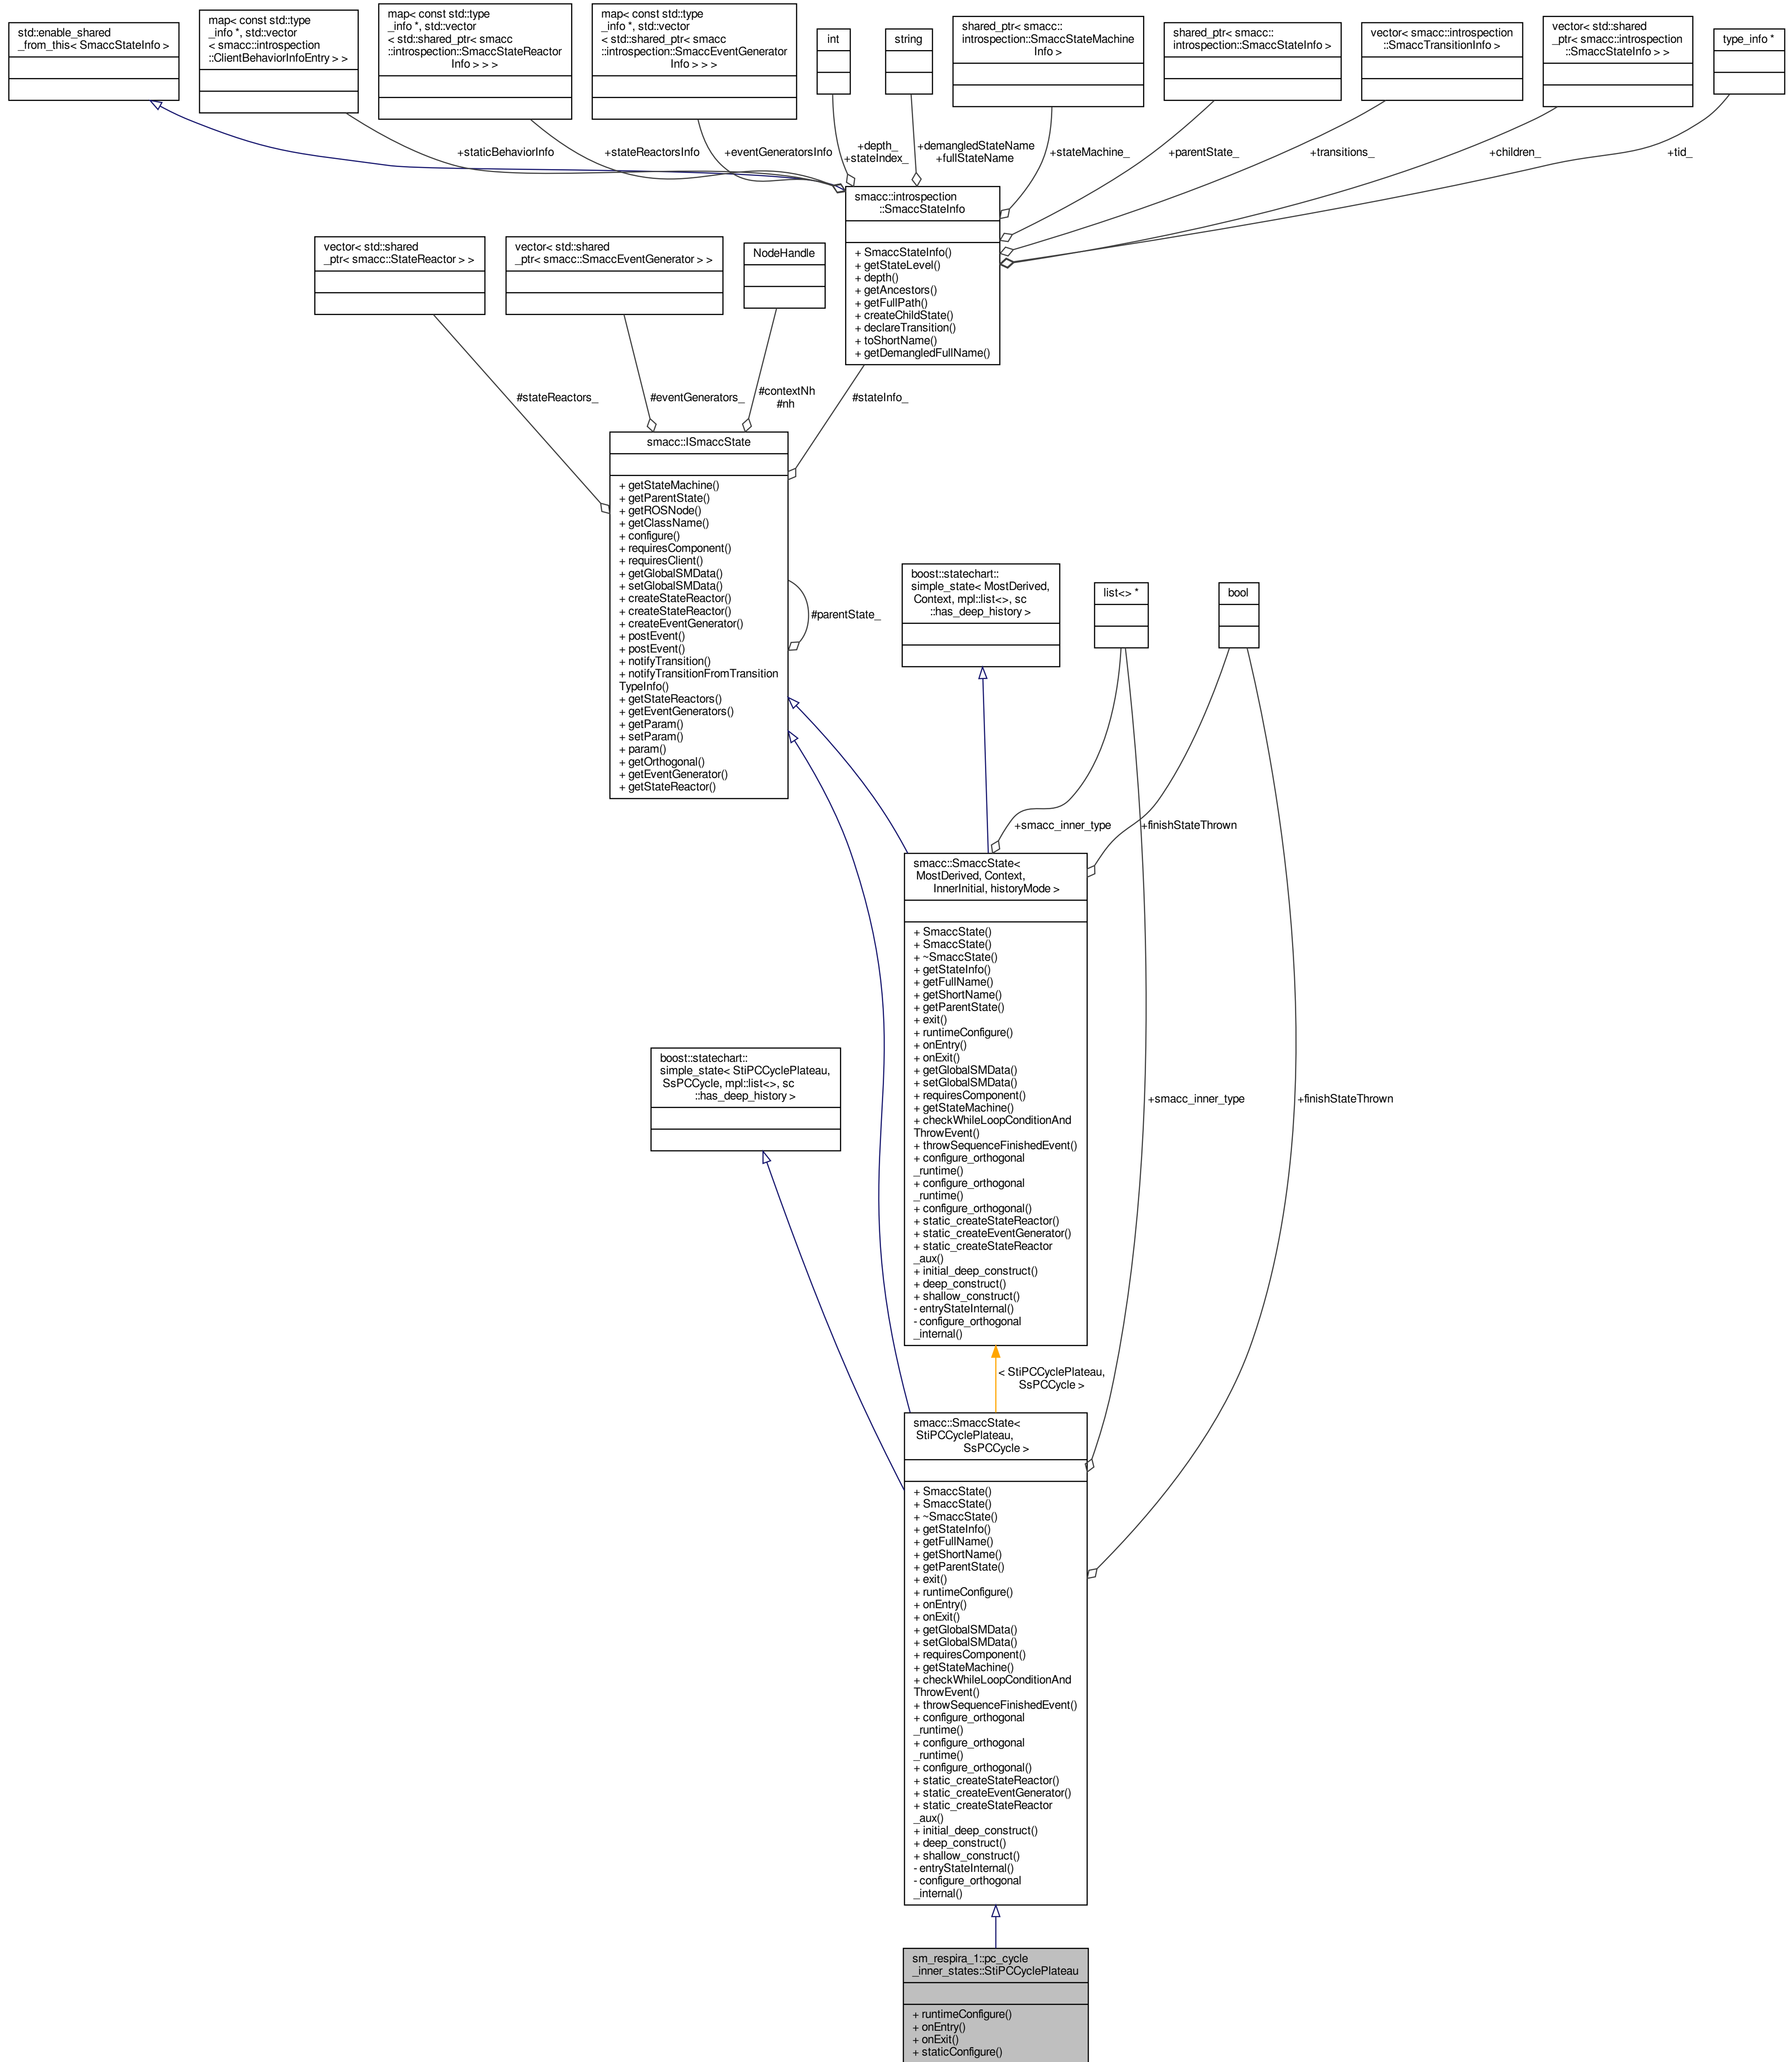 std::enable_shared
_from_this< SmaccStateInfo >
map< const std::type
_info *, std::vector
< smacc::introspection
::ClientBehaviorInfoEntry > >
map< const std::type
_info *, std::vector
< std::shared_ptr< smacc
::introspection::SmaccStateReactor
Info > > >
map< const std::type
_info *, std::vector
< std::shared_ptr< smacc
::introspection::SmaccEventGenerator
Info > > >
int
string
shared_ptr< smacc::
introspection::SmaccStateMachine
Info >
shared_ptr< smacc::
introspection::SmaccStateInfo >
vector< smacc::introspection
::SmaccTransitionInfo >
vector< std::shared
_ptr< smacc::introspection
::SmaccStateInfo > >
type_info *
+staticBehaviorInfo
+stateReactorsInfo
+eventGeneratorsInfo
+depth_
+stateIndex_
+demangledStateName
+fullStateName
+stateMachine_
+parentState_
+transitions_
+children_
+tid_
smacc::introspection
::SmaccStateInfo
+ SmaccStateInfo()
+ getStateLevel()
+ depth()
+ getAncestors()
+ getFullPath()
+ createChildState()
+ declareTransition()
+ toShortName()
+ getDemangledFullName()
vector< std::shared
_ptr< smacc::StateReactor > >
vector< std::shared
_ptr< smacc::SmaccEventGenerator > >
NodeHandle
#stateReactors_
#eventGenerators_
#contextNh
#nh
#stateInfo_
smacc::ISmaccState
+ getStateMachine()
+ getParentState()
+ getROSNode()
+ getClassName()
+ configure()
+ requiresComponent()
+ requiresClient()
+ getGlobalSMData()
+ setGlobalSMData()
+ createStateReactor()
+ createStateReactor()
+ createEventGenerator()
+ postEvent()
+ postEvent()
+ notifyTransition()
+ notifyTransitionFromTransition
TypeInfo()
+ getStateReactors()
+ getEventGenerators()
+ getParam()
+ setParam()
+ param()
+ getOrthogonal()
+ getEventGenerator()
+ getStateReactor()
#parentState_
boost::statechart::
simple_state< MostDerived,
Context, mpl::list<>, sc
::has_deep_history >
list<> *
bool
+smacc_inner_type
+finishStateThrown
smacc::SmaccState<
MostDerived, Context,
InnerInitial, historyMode >
+ SmaccState()
+ SmaccState()
+ ~SmaccState()
+ getStateInfo()
+ getFullName()
+ getShortName()
+ getParentState()
+ exit()
+ runtimeConfigure()
+ onEntry()
+ onExit()
+ getGlobalSMData()
+ setGlobalSMData()
+ requiresComponent()
+ getStateMachine()
+ checkWhileLoopConditionAnd
ThrowEvent()
+ throwSequenceFinishedEvent()
+ configure_orthogonal
_runtime()
+ configure_orthogonal
_runtime()
+ configure_orthogonal()
+ static_createStateReactor()
+ static_createEventGenerator()
+ static_createStateReactor
_aux()
+ initial_deep_construct()
+ deep_construct()
+ shallow_construct()
- entryStateInternal()
- configure_orthogonal
_internal()
boost::statechart::
simple_state< StiPCCyclePlateau,
SsPCCycle, mpl::list<>, sc
::has_deep_history >
+smacc_inner_type
+finishStateThrown
< StiPCCyclePlateau,
SsPCCycle >
smacc::SmaccState<
StiPCCyclePlateau,
SsPCCycle >
+ SmaccState()
+ SmaccState()
+ ~SmaccState()
+ getStateInfo()
+ getFullName()
+ getShortName()
+ getParentState()
+ exit()
+ runtimeConfigure()
+ onEntry()
+ onExit()
+ getGlobalSMData()
+ setGlobalSMData()
+ requiresComponent()
+ getStateMachine()
+ checkWhileLoopConditionAnd
ThrowEvent()
+ throwSequenceFinishedEvent()
+ configure_orthogonal
_runtime()
+ configure_orthogonal
_runtime()
+ configure_orthogonal()
+ static_createStateReactor()
+ static_createEventGenerator()
+ static_createStateReactor
_aux()
+ initial_deep_construct()
+ deep_construct()
+ shallow_construct()
- entryStateInternal()
- configure_orthogonal
_internal()
sm_respira_1::pc_cycle
_inner_states::StiPCCyclePlateau
+ runtimeConfigure()
+ onEntry()
+ onExit()
+ staticConfigure()